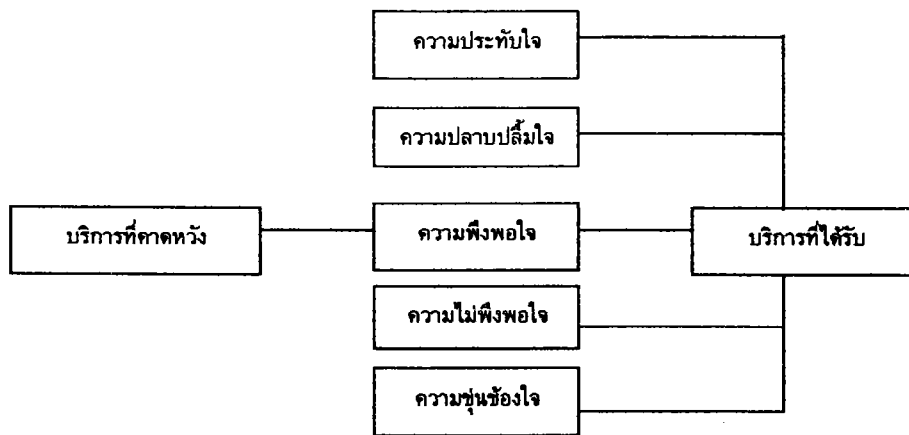 ความประทับใจ
ความปลาบปลื้มใจ
บริการที่คาดหวัง
ความพึงพอใจ
บริการที่ได้รับ
ความไม่พึงพอใจ
ความขุ่นข้องใจ